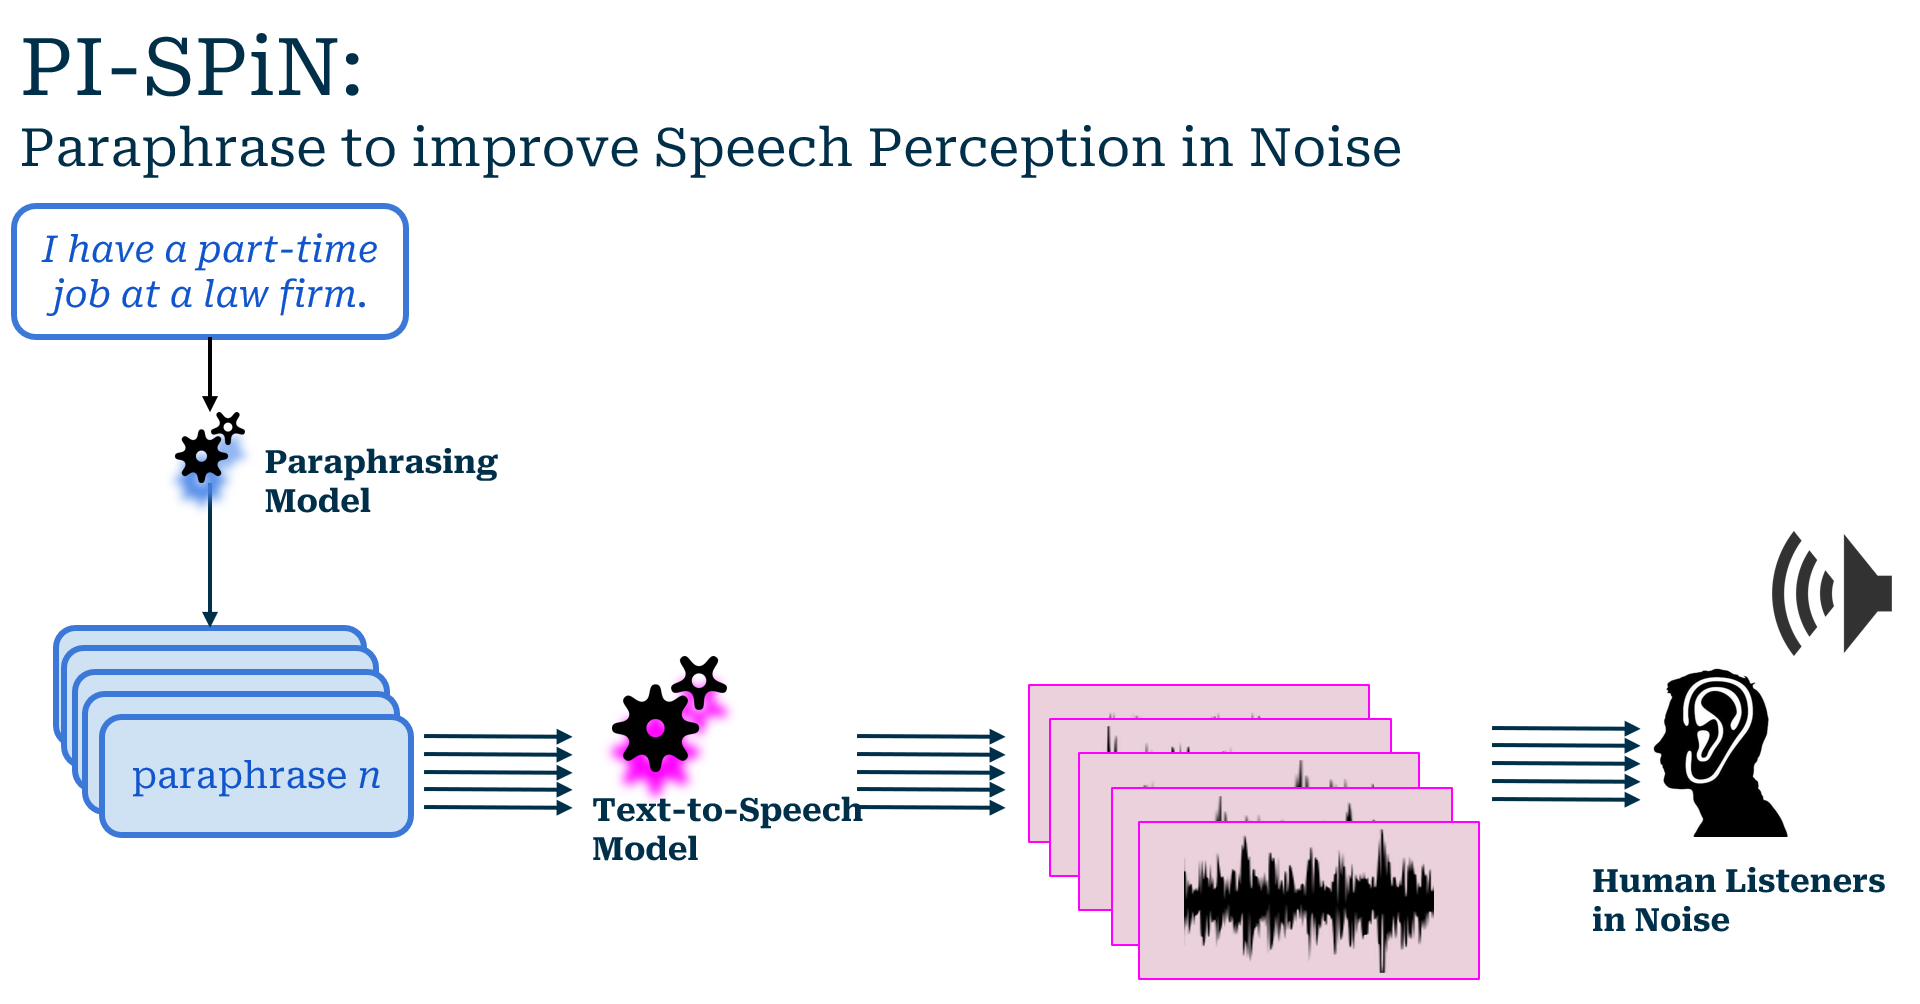 PI-SPiN:
Paraphrase to improve Speech Perception in Noise
I have a part-time
job at a law firm.
Paraphrasing
Model
paraphrase n
Text-to-Speech
Model
Human Listeners
in Noise